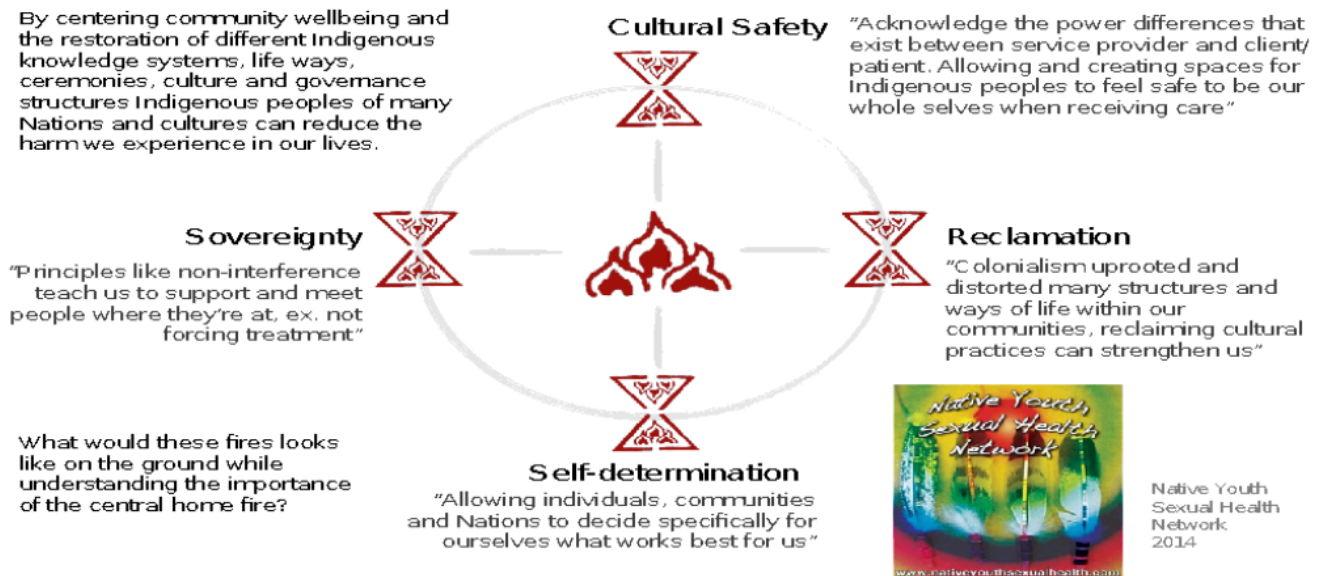 By centering community wellbeing and
the restoration of different Indigenous
knowledge systems, life ways,
ceremonies, culture and governance
structures Indigenous peoples of many
Nations and cultures can reduce the
harm we experience in our lives.
Cultural Safety
"Acknowledge the power differences that
exist between service provider and client/
patient. Allowing and creating spaces for
Indigenous peoples to feel safe to be our
whole selves when receiving care"
Sovereignty
"Principles like non-interference
teach us to support and meet
people where they're at, ex. not
forcing treatment"
Reclamation
"Colonialism uprooted and
distorted many structures and
ways of life within our
communities, reclaiming cultural
practices can strengthen us"
What would these fires looks
like on the ground while
understanding the importance
of the central home fire?
Self-determination
"Allowing individuals, communities
and Nations to decide specifically for
ourselves what works best for us"
Native Youth
Sexual Health
Network
www.nativeyouthsexualhealth.com
Native Youth
Sexual Health
Network
2014